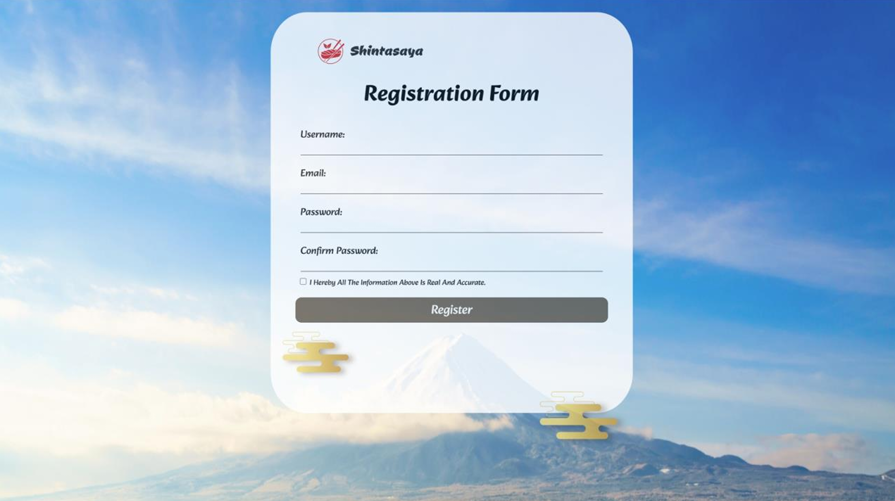 Shintasaya
Registration Form
Username:
Email:
Password:
Confirm Password:
I Hereby All The Information Above Is Real And Accurate.
Register